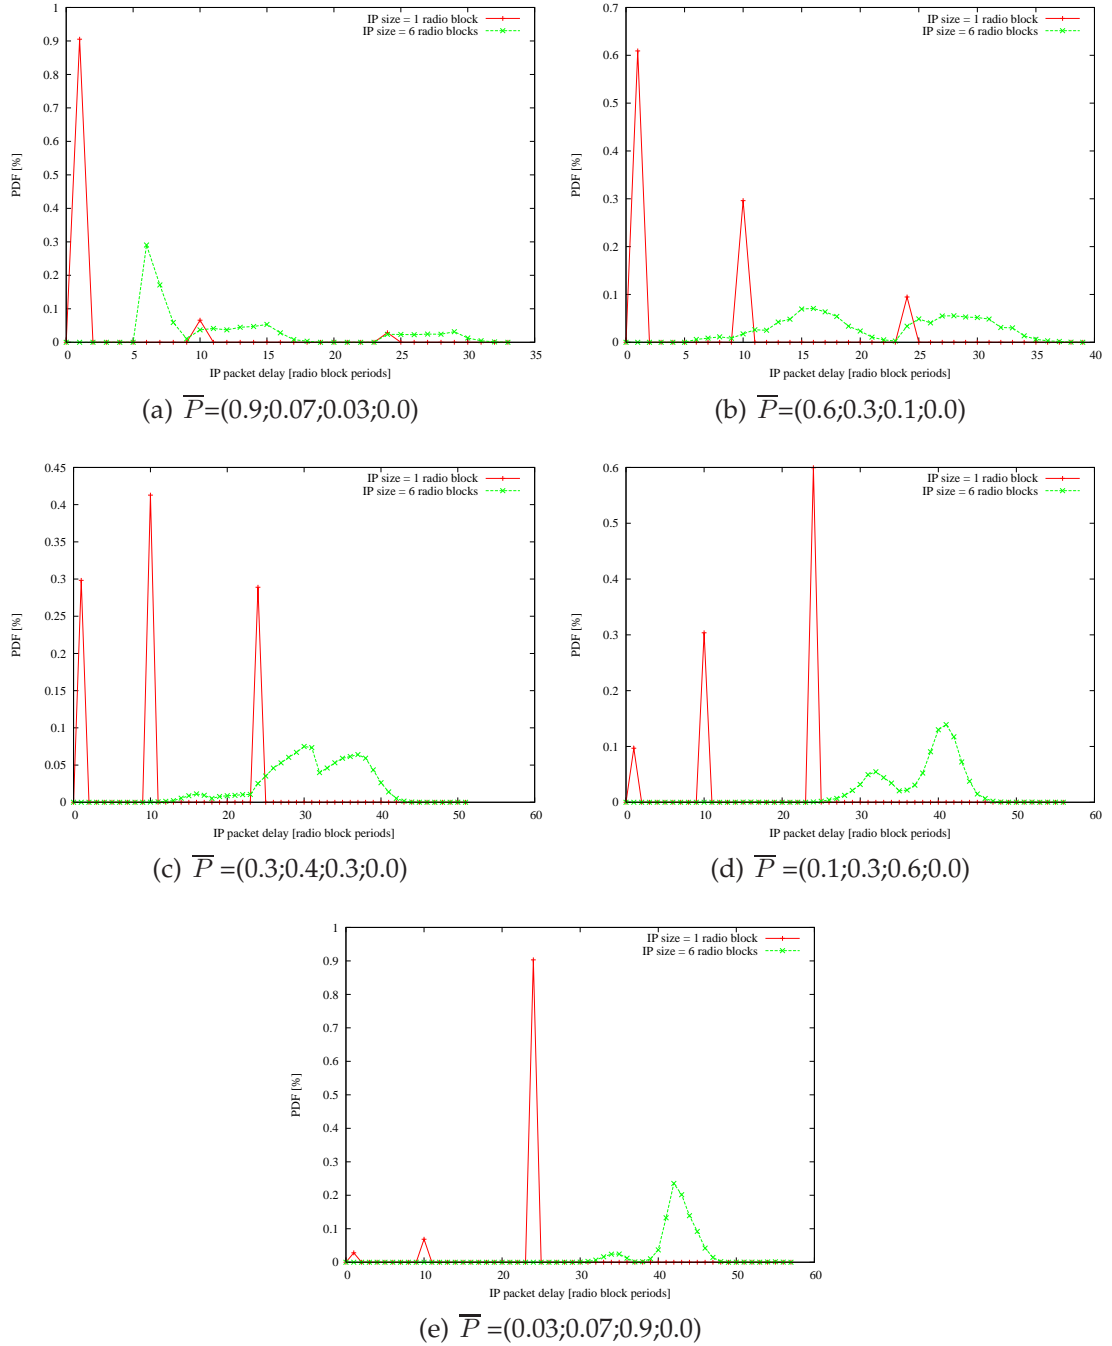 IP size = 1 radio block
IP size = 6 radio blocks
PDF [%]
1
0.9
0.8
0.7
0.6
0.5
0.4
0.3
0.2
0.1
0
0 5 10 15 20 25 30 35
IP packet delay [radio block periods]
(a) P=(0.9;0.07;0.03;0.0)
IP size = 1 radio block
IP size = 6 radio blocks
PDF [%]
0.7
0.6
0.5
0.4
0.3
0.2
0.1
0
0 5 10 15 20 25 30 35 40
IP packet delay [radio block periods]
(b) P=(0.6;0.3;0.1;0.0)
IP size = 1 radio block
IP size = 6 radio blocks
PDF [%]
0.45
0.4
0.35
0.3
0.25
0.2
0.15
0.1
0.05
0
0 10 20 30 40 50 60
IP packet delay [radio block periods]
(c) P =(0.3;0.4;0.3;0.0)
IP size = 1 radio block
IP size = 6 radio blocks
PDF [%]
0.6
0.5
0.4
0.3
0.2
0.1
0
0 10 20 30 40 50 60
IP packet delay [radio block periods]
(d) P =(0.1;0.3;0.6;0.0)
IP size = 1 radio block
IP size = 6 radio blocks
PDF [%]
1
0.9
0.8
0.7
0.6
0.5
0.4
0.3
0.2
0.1
0
0 10 20 30 40 50 60
IP packet delay [radio block periods]
(e) P =(0.03;0.07;0.9;0.0)